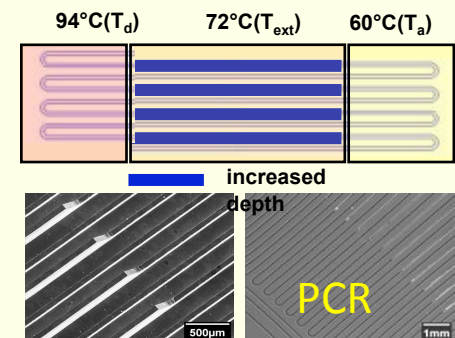 94°C(Td) 72°C(Text) 60°C(Ta)
increased
depth
500µm
PCR
1mm